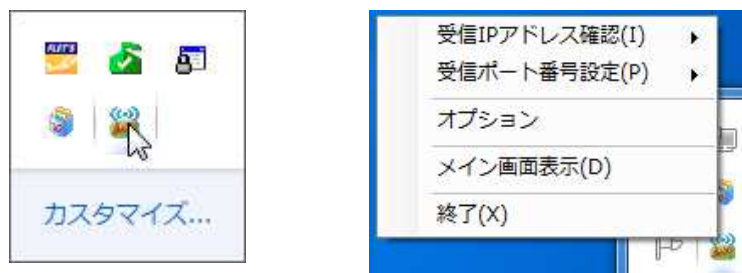 FLET'S
カスタマイズ...
受信IPアドレス確認(I)
受信ポート番号設定(P)
オプション
メイン画面表示(D)
終了(X)